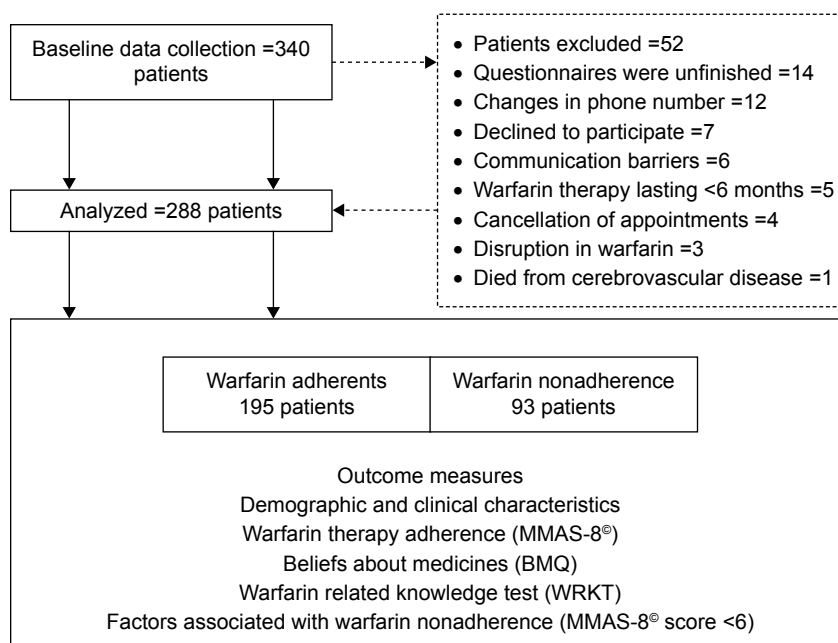 Baseline data collection =340
patients
• Patients excluded =52
• Questionnaires were unfinished =14
• Changes in phone number =12
• Declined to participate =7
• Communication barriers =6
• Warfarin therapy lasting <6 months =5
• Cancellation of appointments =4
• Disruption in warfarin =3
• Died from cerebrovascular disease =1
Analyzed =288 patients
Warfarin adherents
195 patients
Warfarin nonadherence
93 patients
Outcome measures
Demographic and clinical characteristics
Warfarin therapy adherence (MMAS-8©)
Beliefs about medicines (BMQ)
Warfarin related knowledge test (WRKT)
Factors associated with warfarin nonadherence (MMAS-8© score <6)